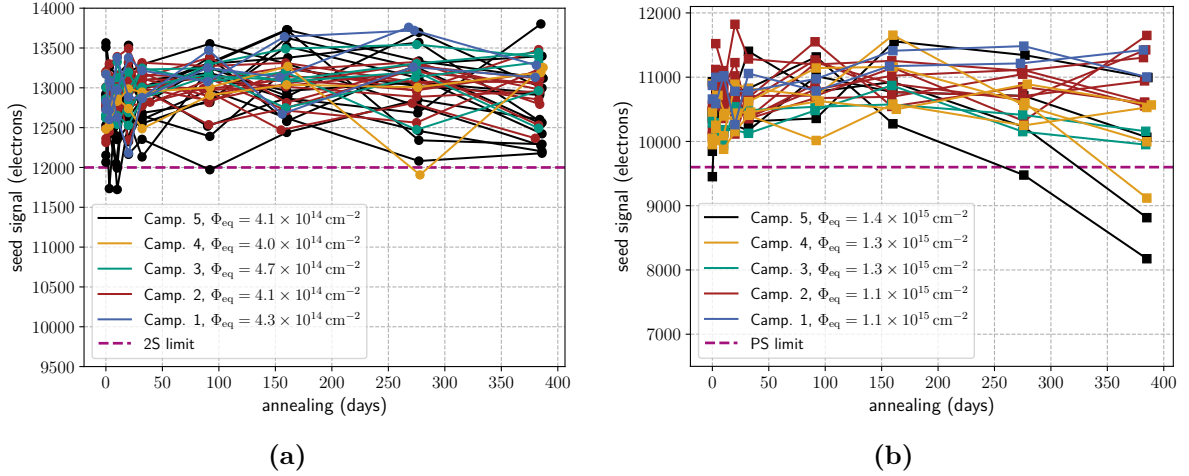 14000
13500
13000
12500
12000
11500
11000
10500
10000
9500
0 50 100 150 200 250 300 350 400
seed signal (electrons)
annealing (days)
Camp. 5, Φeq = 4.1 × 10¹⁴ cm⁻²
Camp. 4, Φeq = 4.0 × 10¹⁴ cm⁻²
Camp. 3, Φeq = 4.7 × 10¹⁴ cm⁻²
Camp. 2, Φeq = 4.1 × 10¹⁴ cm⁻²
Camp. 1, Φeq = 4.3 × 10¹⁴ cm⁻²
2S limit
(a)
12000
11000
10000
9000
8000
7000
0 50 100 150 200 250 300 350 400
seed signal (electrons)
annealing (days)
Camp. 5, Φeq = 1.4 × 10¹⁵ cm⁻²
Camp. 4, Φeq = 1.3 × 10¹⁵ cm⁻²
Camp. 3, Φeq = 1.3 × 10¹⁵ cm⁻²
Camp. 2, Φeq = 1.1 × 10¹⁵ cm⁻²
Camp. 1, Φeq = 1.1 × 10¹⁵ cm⁻²
PS limit
(b)